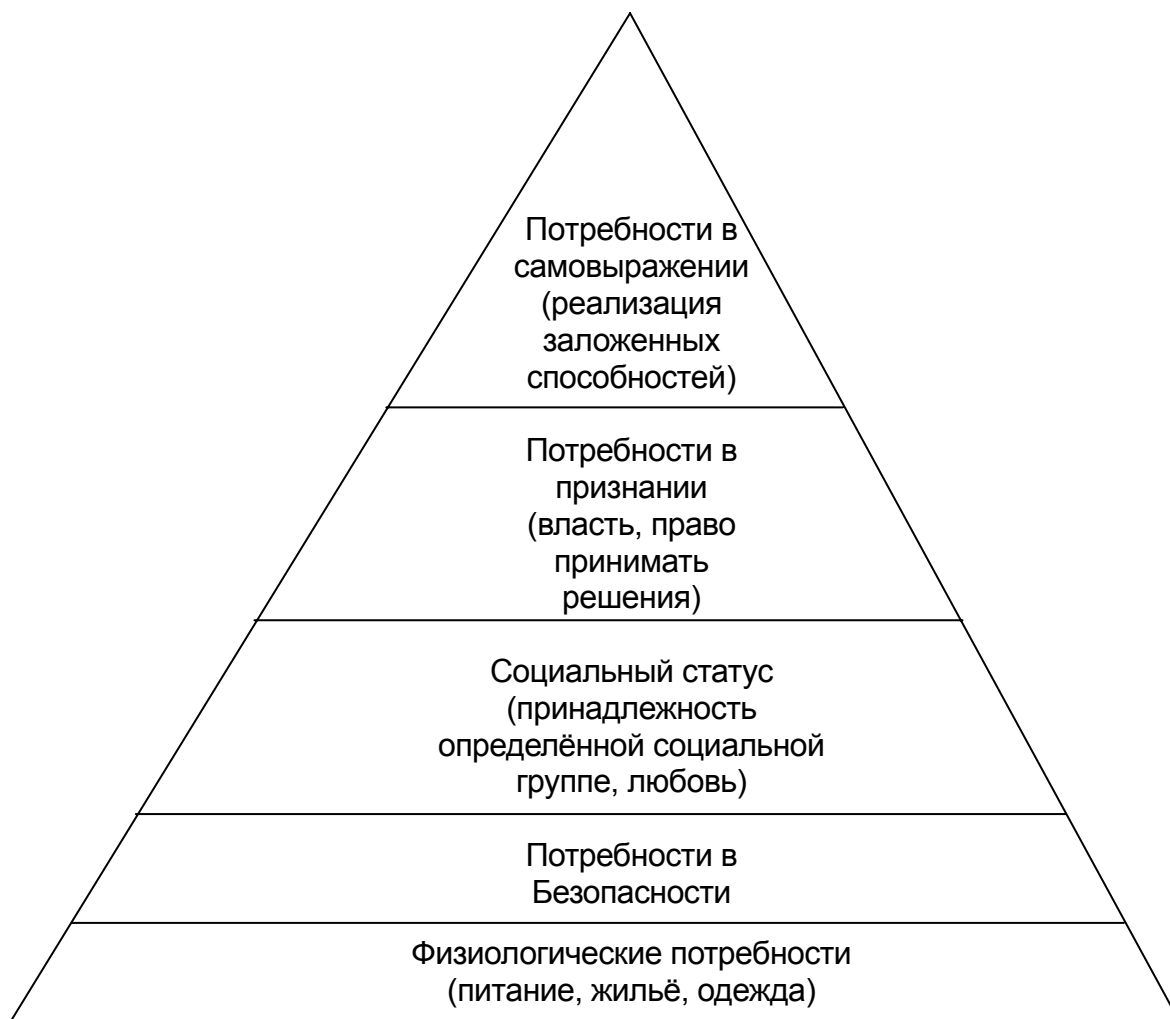 Потребности в
самовыражении
(реализация
заложенных
способностей)
Потребности в
признании
(власть, право
принимать
решения)
Социальный статус
(принадлежность
определённой социальной
группе, любовь)
Потребности в
Безопасности
Физиологические потребности
(питание, жильё, одежда)